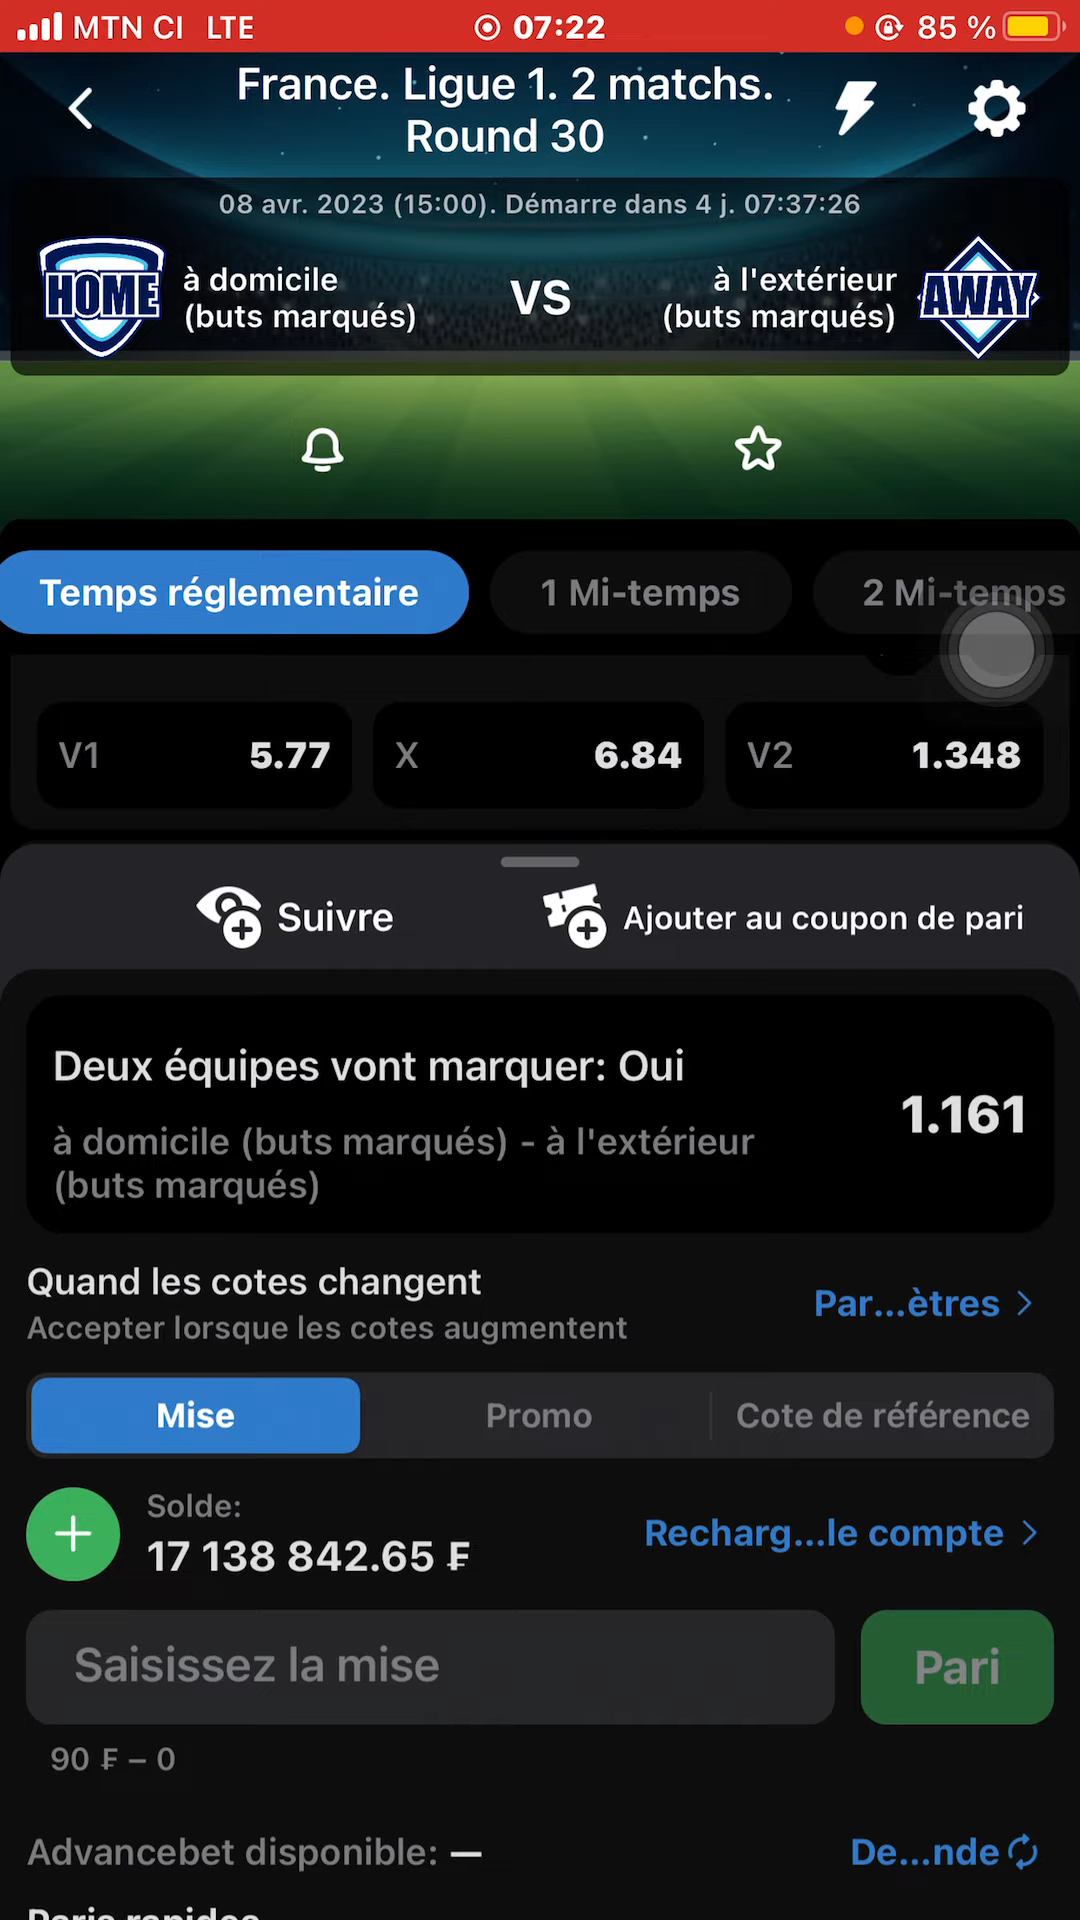 MTN CI LTE 07:22 85 %
France. Ligue 1. 2 matchs.
Round 30
08 avr. 2023 (15:00). Démarre dans 4 j. 07:37:26
HOME à domicile (buts marqués) VS à l'extérieur (buts marqués) AWAY
Temps réglementaire 1 Mi-temps 2 Mi-temps
V1 5.77 X 6.84 V2 1.348
Suivre Ajouter au coupon de pari
Deux équipes vont marquer: Oui
1.161
à domicile (buts marqués) - à l'extérieur
(buts marqués)
Quand les cotes changent
Par...ètres
Accepter lorsque les cotes augmentent
Mise Promo Cote de référence
Solde:
17 138 842.65 ₣
Recharg...le compte
Saisissez la mise Pari
90 ₣ – 0
Advancebet disponible: — De...nde
Paris rapides